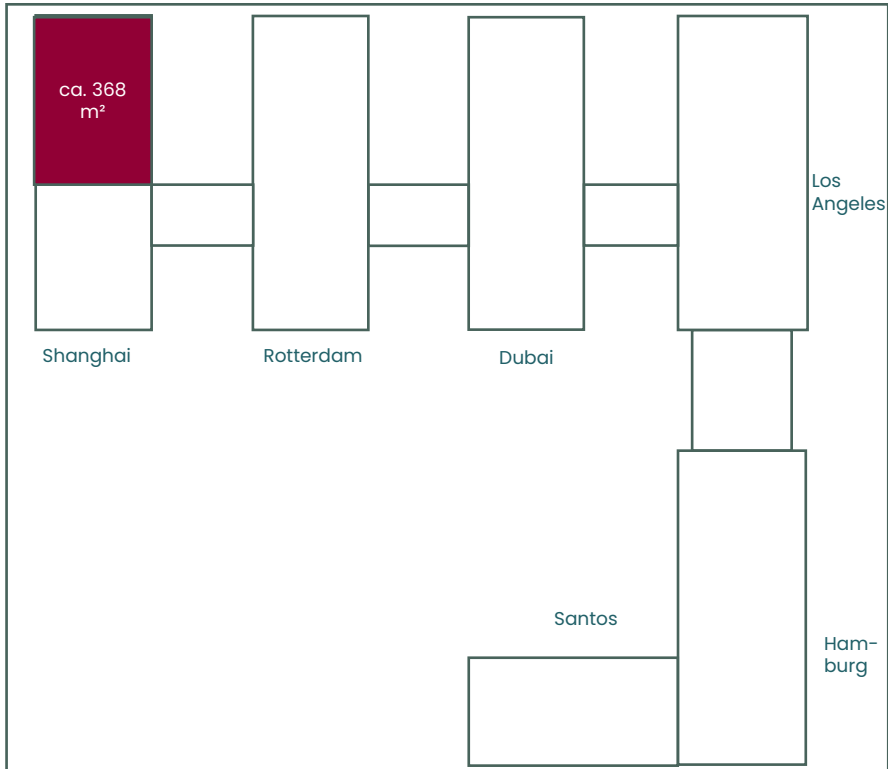 ca. 368
m²
Los
Angeles
Shanghai
Rotterdam
Dubai
Santos
Ham-
burg